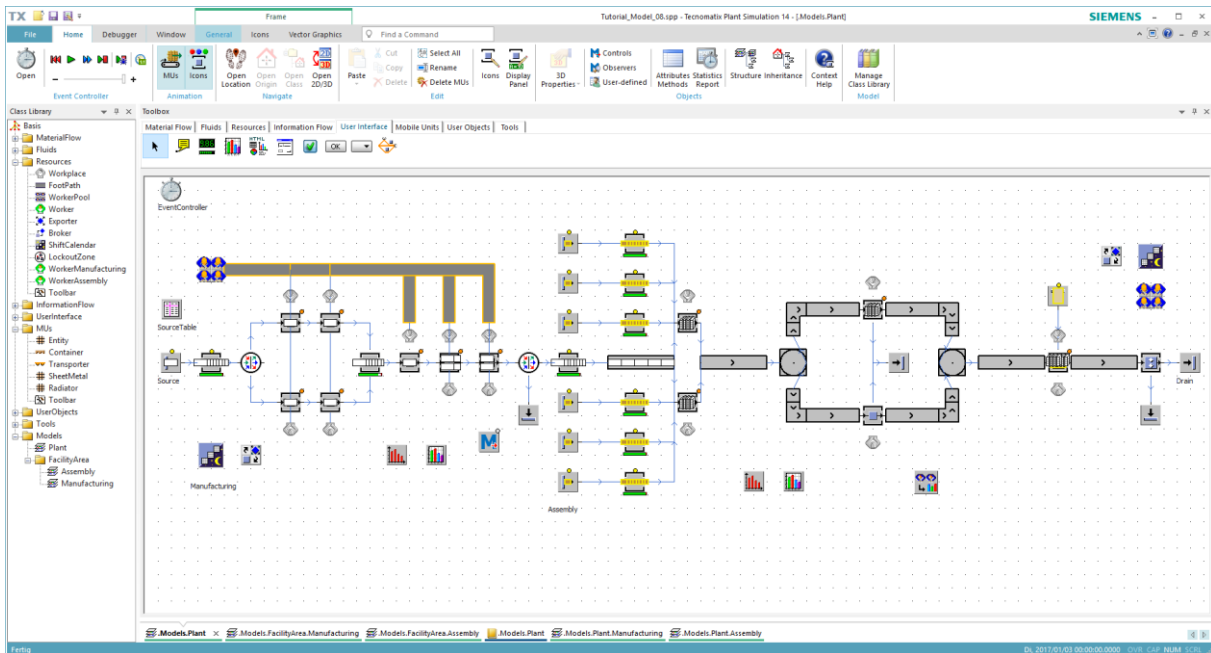 TX
Frame
Tutorial_Model_08.spp - Tecnomatix Plant Simulation 14 - [.Models.Plant]
SIEMENS
File Home Debugger Window General Icons Vector Graphics Find a Command
Open
Event Controller
MUs Icons
Animation
Open Location Open Origin Open Class Open 2D/3D
Navigate
Paste
Cut
Copy
Delete
Select All
Rename
Delete MUs
Icons Display Panel
Edit
3D Properties
Controls
Observers
User-defined
Attributes Methods Statistics Report Structure Inheritance
Objects
Context Help
Manage Class Library
Model
Class Library
Basis
MaterialFlow
Fluids
Resources
Workplace
FootPath
WorkerPool
Worker
Exporter
Broker
ShiftCalendar
LockoutZone
WorkerManufacturing
WorkerAssembly
Toolbar
InformationFlow
UserInterface
MUs
Entity
Container
Transporter
SheetMetal
Radiator
Toolbar
UserObjects
Tools
Models
Plant
FacilityArea
Assembly
Manufacturing
Toolbox
Material Flow Fluids Resources Information Flow User Interface Mobile Units User Objects Tools
HTML
OK
EventController
SourceTable
Source
Drain
M
Manufacturing
Assembly
.Models.Plant .Models.FacilityArea.Manufacturing .Models.FacilityArea.Assembly .Models.Plant .Models.Plant.Manufacturing .Models.Plant.Assembly
Fertig
Di, 2017/01/03 00:00:00.0000 OVR CAP NUM SCRL